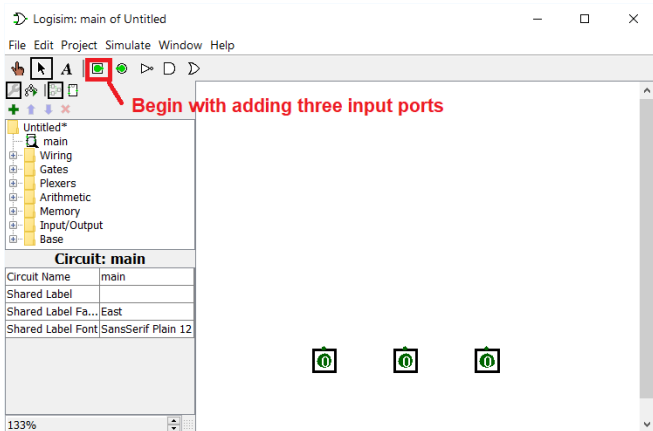 Logisim: main of Untitled
File Edit Project Simulate Window Help
A
Begin with adding three input ports
Untitled*
main
Wiring
Gates
Plexers
Arithmetic
Memory
Input/Output
Base
Circuit: main
Circuit Name main
Shared Label
Shared Label Fa... East
Shared Label Font SansSerif Plain 12
0 0 0
133%